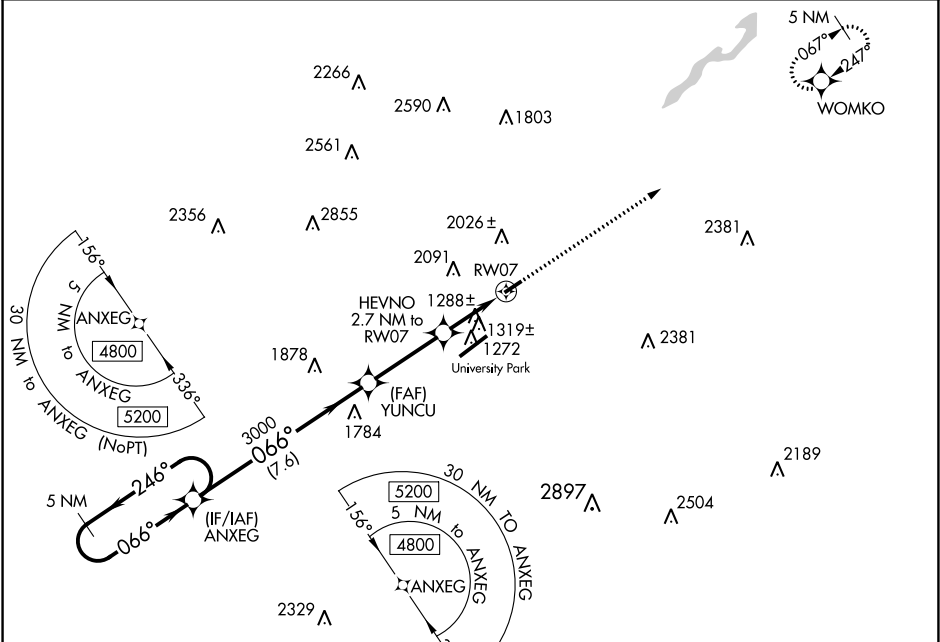 5 NM
067°
247°
WOMKO
2266
2590
1803
2561
2356
2855
2026±
2381
2091
RW07
156°
ANXEG
4800
5 NM to ANXEG
5200
336°
30 NM to ANXEG (NoPT)
HEVNO
2.7 NM to
RW07
1288±
1319±
1272
University Park
2381
1878
(FAF)
YUNCU
1784
3000
066°
(7.6)
246°
5 NM
066°
(IF/IAF)
ANXEG
30 NM TO ANXEG
5200
156°
5 NM to ANXEG
4800
ANXEG
2897
2504
2189
2329